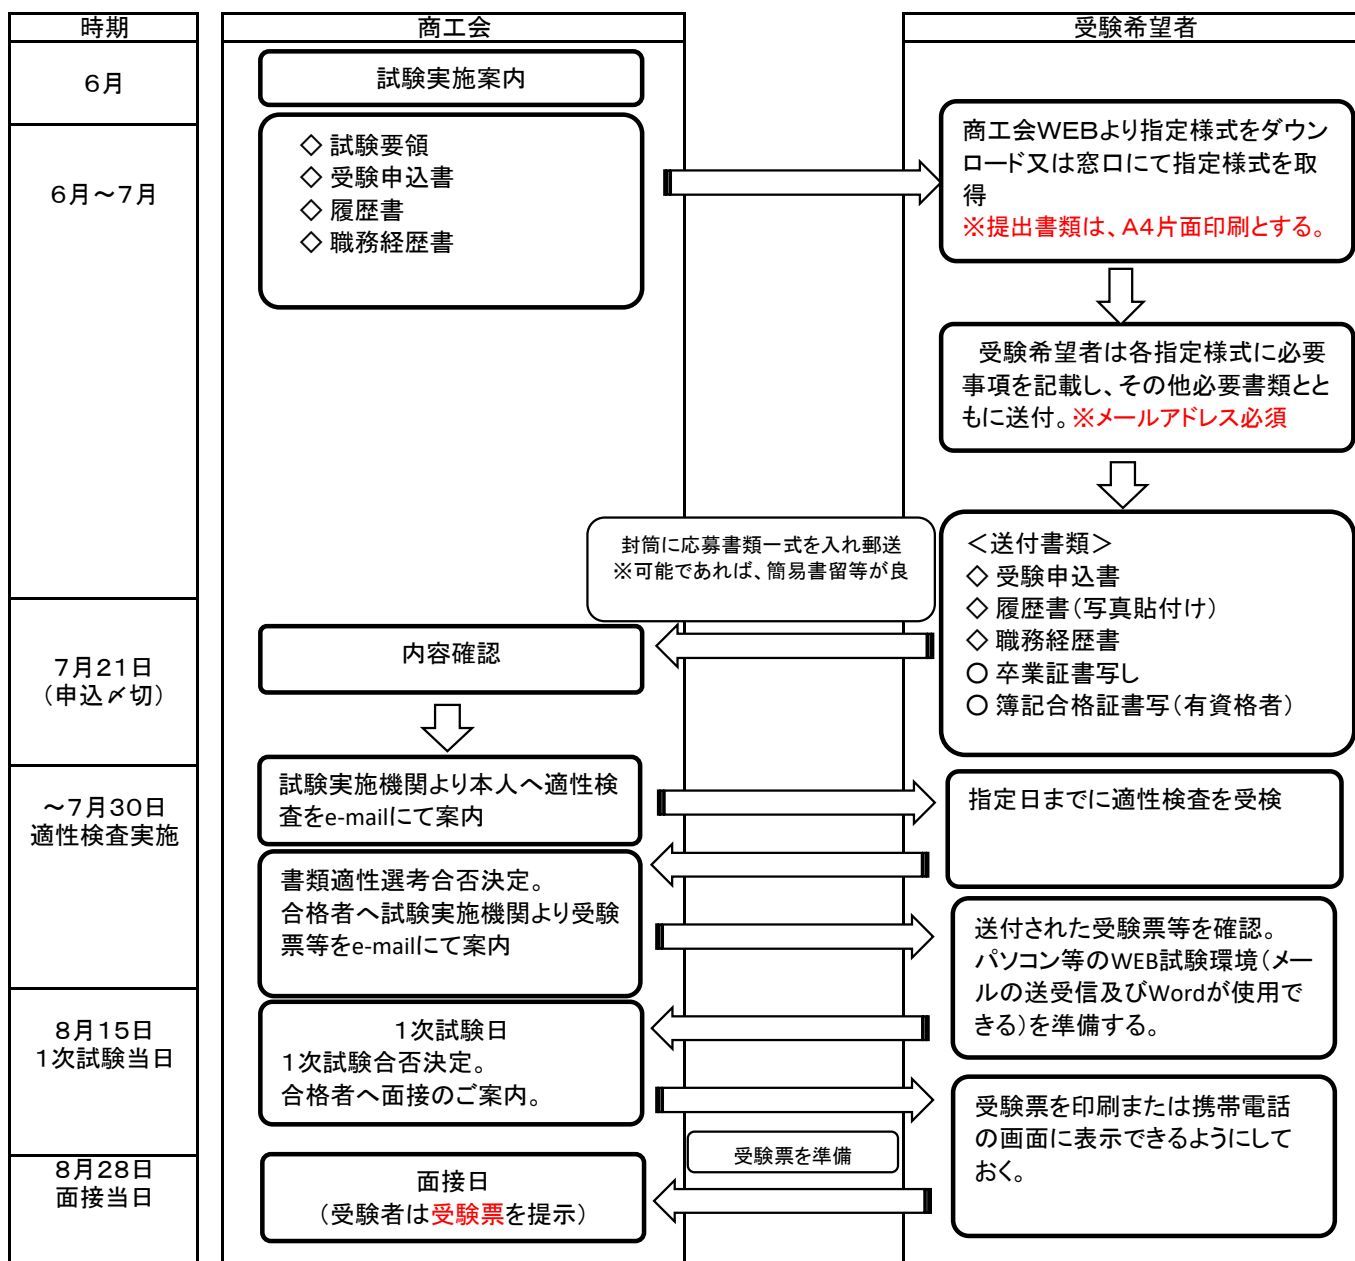 時期
商工会
受験希望者
6月
試験実施案内
6月～7月
◇ 試験要領
◇ 受験申込書
◇ 履歴書
◇ 職務経歴書
商工会WEBより指定様式をダウン
ロード又は窓口にて指定様式を取
得
※提出書類は、A4片面印刷とする。
受験希望者は各指定様式に必要
事項を記載し、その他必要書類とと
もに送付。※メールアドレス必須
封筒に応募書類一式を入れ郵送
※可能であれば、簡易書留等が良
＜送付書類＞
◇ 受験申込書
◇ 履歴書（写真貼付け）
◇ 職務経歴書
○ 卒業証書写し
○ 簿記合格証書写（有資格者）
7月21日
（申込〆切）
内容確認
～7月30日
適性検査実施
試験実施機関より本人へ適性検
査をe-mailにて案内
指定日までに適性検査を受検
書類適性選考合否決定。
合格者へ試験実施機関より受験
票等をe-mailにて案内
送付された受験票等を確認。
パソコン等のWEB試験環境（メー
ルの送受信及びWordが使用で
きる）を準備する。
8月15日
1次試験当日
1次試験日
1次試験合否決定。
合格者へ面接のご案内。
受験票を印刷または携帯電話
の画面に表示できるようにして
おく。
受験票を準備
8月28日
面接当日
面接日
（受験者は受験票を提示）